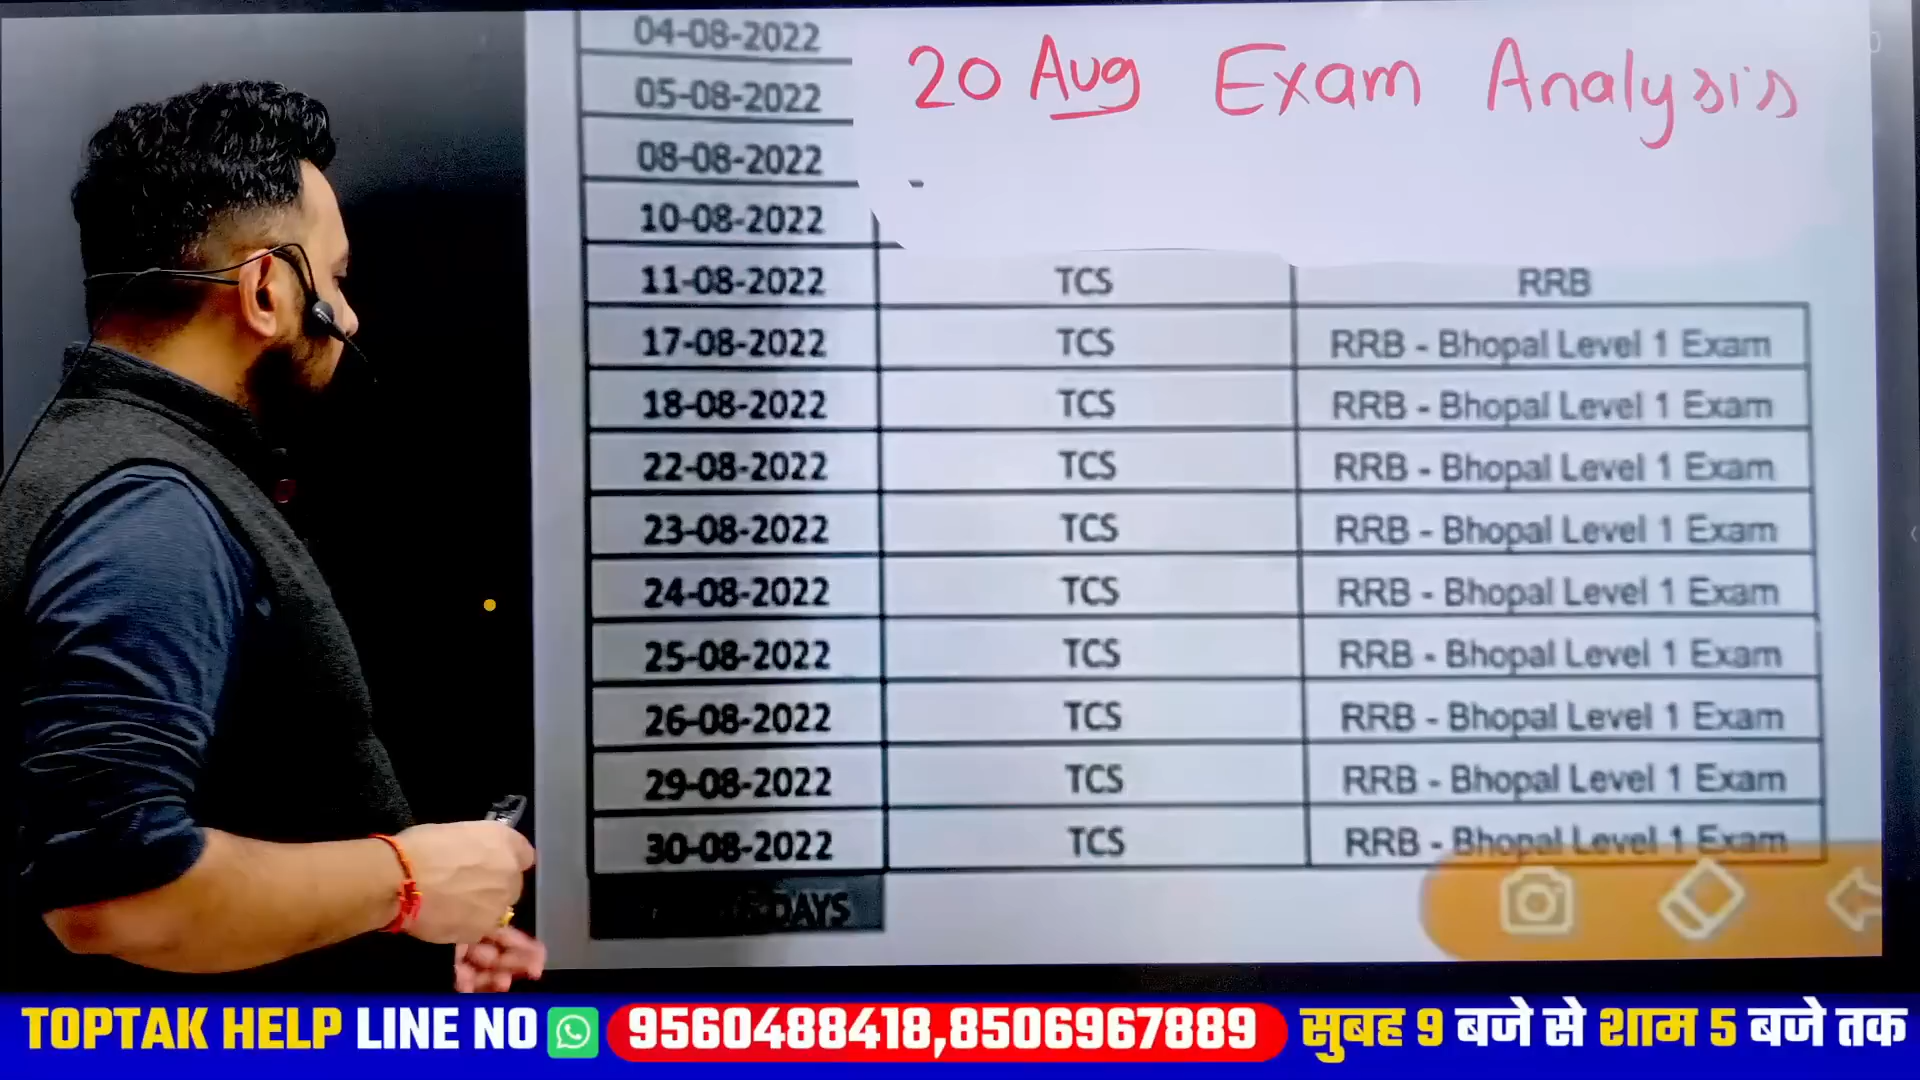 04-08-2022
20 Aug Exam Analysis
05-08-2022
08-08-2022
10-08-2022
11-08-2022 TCS RRB
17-08-2022 TCS RRB - Bhopal Level 1 Exam
18-08-2022 TCS RRB - Bhopal Level 1 Exam
22-08-2022 TCS RRB - Bhopal Level 1 Exam
23-08-2022 TCS RRB - Bhopal Level 1 Exam
24-08-2022 TCS RRB - Bhopal Level 1 Exam
25-08-2022 TCS RRB - Bhopal Level 1 Exam
26-08-2022 TCS RRB - Bhopal Level 1 Exam
29-08-2022 TCS RRB - Bhopal Level 1 Exam
30-08-2022 TCS RRB - Bhopal Level 1 Exam
DAYS
TOPTAK HELP LINE NO 9560488418,8506967889 सुबह 9 बजे से शाम 5 बजे तक